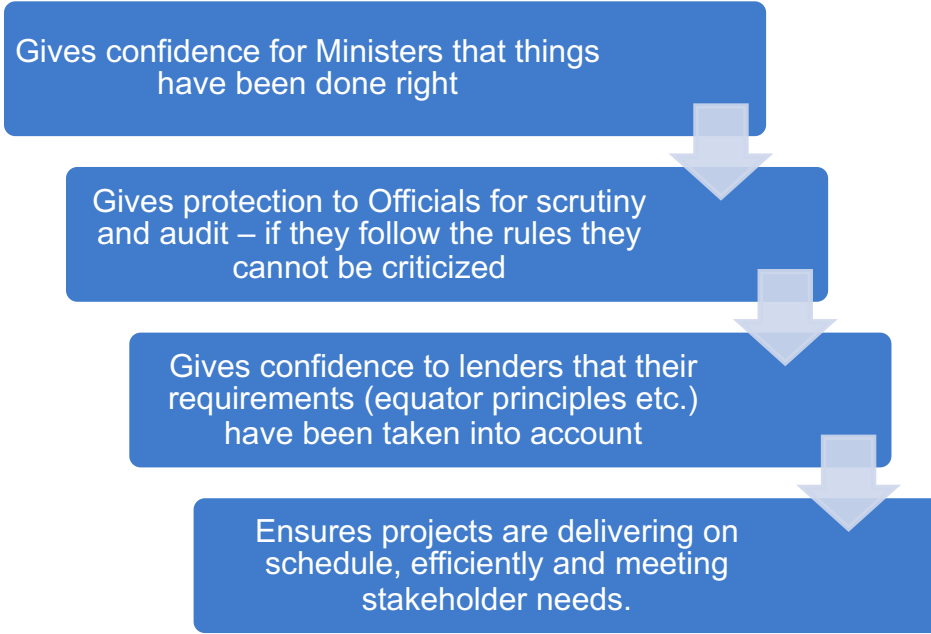 Gives confidence for Ministers that things
have been done right
Gives protection to Officials for scrutiny
and audit – if they follow the rules they
cannot be criticized
Gives confidence to lenders that their
requirements (equator principles etc.)
have been taken into account
Ensures projects are delivering on
schedule, efficiently and meeting
stakeholder needs.